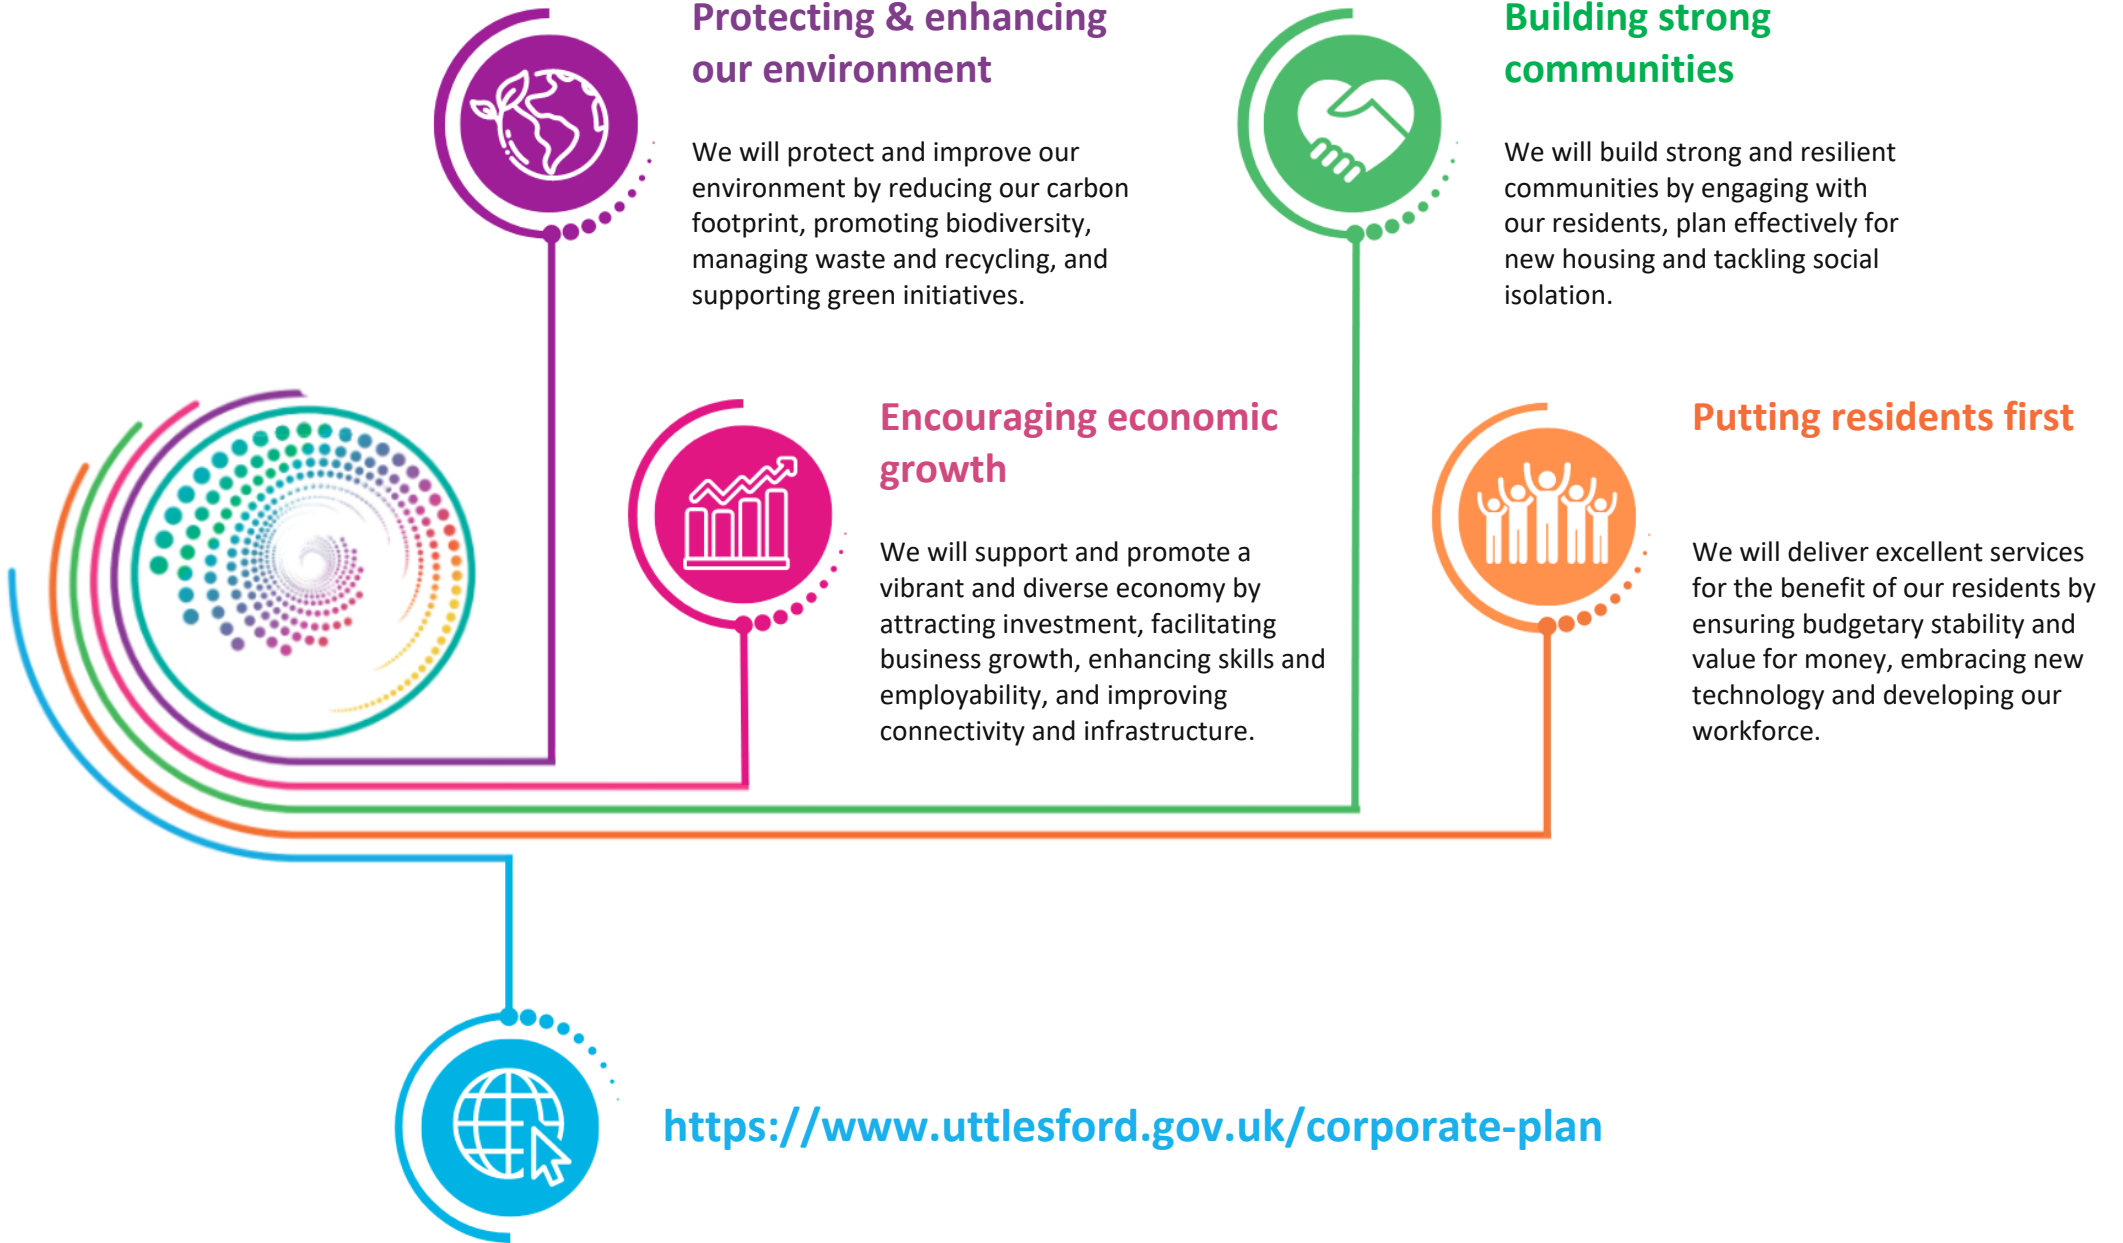 Protecting & enhancing
our environment
We will protect and improve our
environment by reducing our carbon
footprint, promoting biodiversity,
managing waste and recycling, and
supporting green initiatives.
Building strong
communities
We will build strong and resilient
communities by engaging with
our residents, plan effectively for
new housing and tackling social
isolation.
Encouraging economic
growth
We will support and promote a
vibrant and diverse economy by
attracting investment, facilitating
business growth, enhancing skills and
employability, and improving
connectivity and infrastructure.
Putting residents first
We will deliver excellent services
for the benefit of our residents by
ensuring budgetary stability and
value for money, embracing new
technology and developing our
workforce.
https://www.uttlesford.gov.uk/corporate-plan